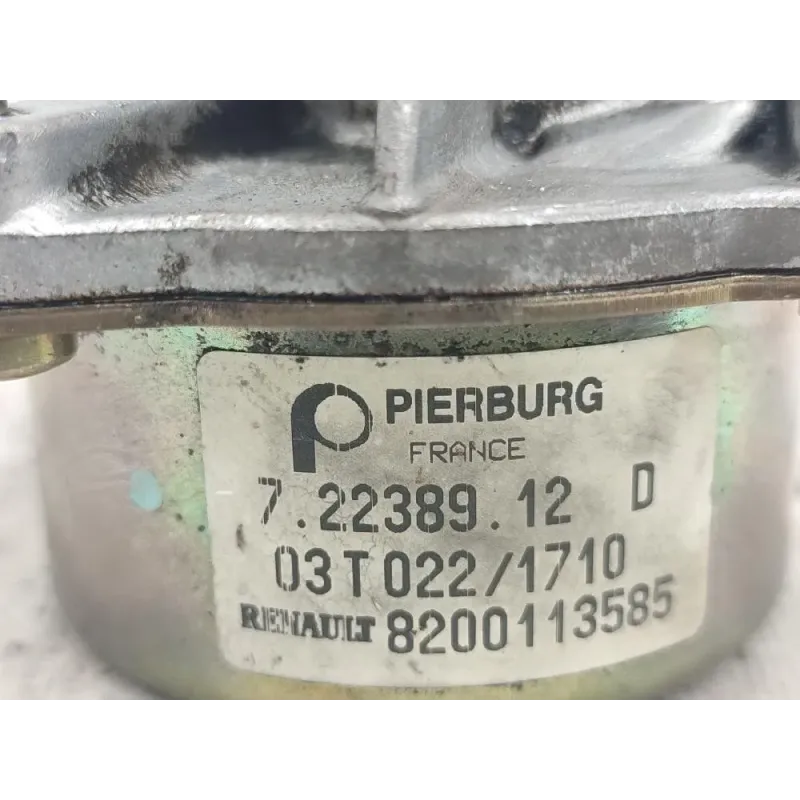 PIERBURG
FRANCE
7.22389.12 D
03T022/1710
RENAULT 8200113585